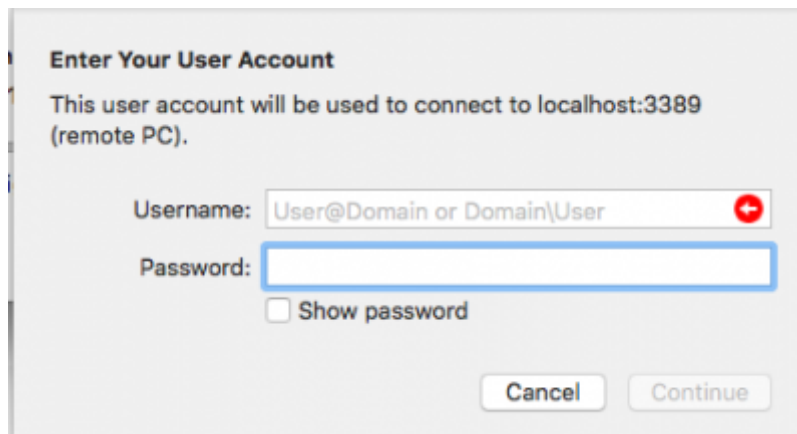 Enter Your User Account
This user account will be used to connect to localhost:3389
(remote PC).
Username: User@Domain or Domain\User
Password:
Show password
Cancel Continue